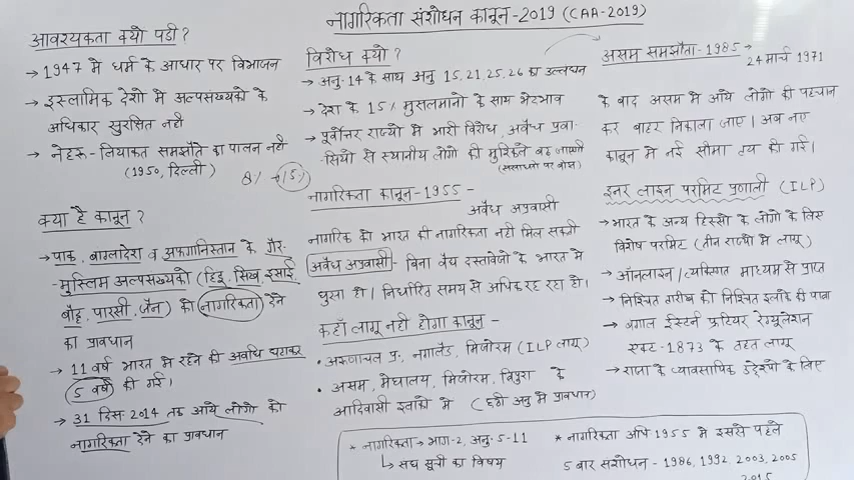 नागरिकता संशोधन कानून-2019 (CAA-2019)
आवश्यकता क्यों पड़ी?
→ 1947 में धर्म के आधार पर विभाजन
→ इस्लामिक देशों में अल्पसंख्यकों के
अधिकार सुरक्षित नहीं
→ नेहरू-लियाकत समझौते का पालन नहीं
(1950, दिल्ली)
8% → 15%
क्या है कानून?
→ पाक, बांग्लादेश व अफगानिस्तान के गैर-
-मुस्लिम अल्पसंख्यकों (हिंदू, सिख, ईसाई,
बौद्ध, पारसी, जैन) को नागरिकता देने
का प्रावधान
→ 11 वर्ष भारत में रहने की अवधि घटाकर
5 वर्ष की गई।
→ 31 दिस. 2014 तक आये लोगों को
नागरिकता देने का प्रावधान
विरोध क्यों?
→ अनु. 14 के साथ अनु 15, 21, 25, 26 का उल्लंघन
→ देश के 15% मुसलमानों के साथ भेदभाव
→ पूर्वोत्तर राज्यों में भारी विरोध, अवैध प्रवा-
-सियों से स्थानीय लोगों की मुश्किलें बढ़ जाएंगी
(संसाधनों पर बोझ)
नागरिकता कानून-1955 -
अवैध अप्रवासी
नागरिक को भारत की नागरिकता नहीं मिल सकती
अवैध अप्रवासी - बिना वैध दस्तावेजों के भारत में
घुसा हो। निर्धारित समय से अधिक रह रहा हो।
कहाँ लागू नहीं होगा कानून -
• अरुणाचल प्र., नगालैंड, मिजोरम (ILP लागू)
• असम, मेघालय, मिजोरम, त्रिपुरा के
आदिवासी इलाकों में (छठी अनु में प्रावधान)
असम समझौता-1985 →
24 मार्च 1971
के बाद असम में आये लोगों की पहचान
कर बाहर निकाला जाए। अब नए
कानून में नई सीमा तय की गई।
इनर लाइन परमिट प्रणाली (ILP)
→ भारत के अन्य हिस्सों के लोगों के लिए
विशेष परमिट (तीन राज्यों में लागू)
→ ऑनलाइन/व्यक्तिगत माध्यम से प्राप्त
→ निश्चित तारीख को निश्चित इलाके की यात्रा
→ बंगाल ईस्टर्न फ्रंटियर रेग्युलेशन
एक्ट-1873 के तहत लागू
→ राजा के व्यावसायिक उद्देश्यों के लिए
* नागरिकता → भाग-2, अनु. 5-11
↳ संघ सूची का विषय
* नागरिकता अधि 1955 में इससे पहले
5 बार संशोधन - 1986, 1992, 2003, 2005
2015